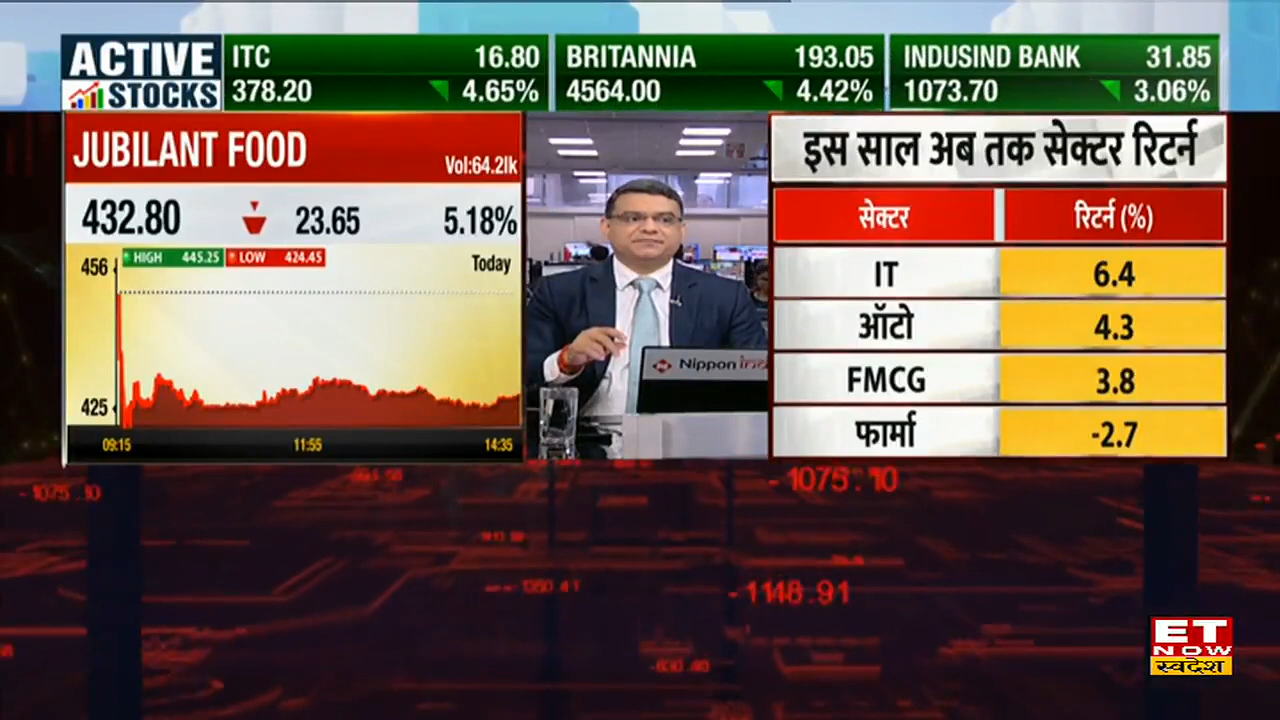 ACTIVE STOCKS
ITC 16.80
378.20 4.65%
BRITANNIA 193.05
4564.00 4.42%
INDUSIND BANK 31.85
1073.70 3.06%
JUBILANT FOOD Vol:64.2lk
432.80 23.65 5.18%
HIGH 445.25 LOW 424.45 Today
456
425
09:15 11:55 14:35
Nippon
इस साल अब तक सेक्टर रिटर्न
सेक्टर रिटर्न (%)
IT 6.4
ऑटो 4.3
FMCG 3.8
फार्मा -2.7
-1075.10
-1075.10
-1148.91
ET
NOW
स्वदेश